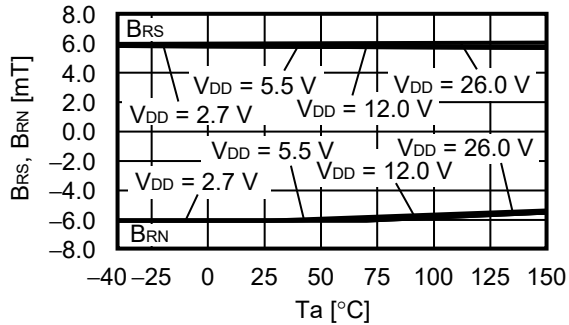 BRS, BRN [mT]
8.0
6.0
4.0
2.0
0.0
−2.0
−4.0
−6.0
−8.0
BRS
VDD = 5.5 V
VDD = 26.0 V
VDD = 2.7 V
VDD = 12.0 V
VDD = 5.5 V
VDD = 26.0 V
VDD = 12.0 V
VDD = 2.7 V
BRN
−40 −25 0 25 50 75 100 125 150
Ta [°C]